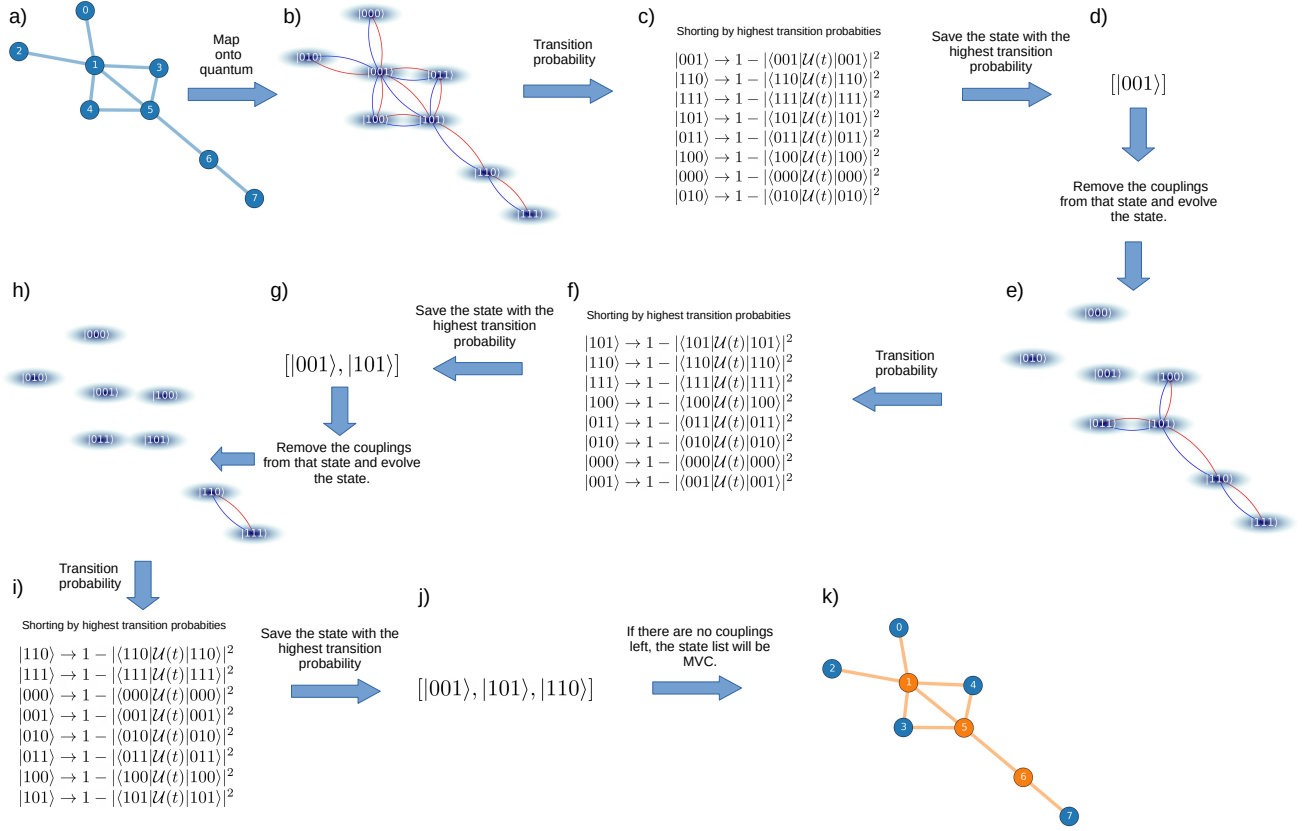 a)
0
2
1
3
4
5
6
7
Map
onto
quantum
b)
|000⟩
|010⟩
|001⟩
|011⟩
|100⟩
|101⟩
|110⟩
|111⟩
Transition
probability
c)
Shorting by highest transition probabities
|001⟩ → 1 − |⟨001|𝒰(t)|001⟩|²
|110⟩ → 1 − |⟨110|𝒰(t)|110⟩|²
|111⟩ → 1 − |⟨111|𝒰(t)|111⟩|²
|101⟩ → 1 − |⟨101|𝒰(t)|101⟩|²
|011⟩ → 1 − |⟨011|𝒰(t)|011⟩|²
|100⟩ → 1 − |⟨100|𝒰(t)|100⟩|²
|000⟩ → 1 − |⟨000|𝒰(t)|000⟩|²
|010⟩ → 1 − |⟨010|𝒰(t)|010⟩|²
Save the state with the
highest transition
probability
d)
[|001⟩]
Remove the couplings
from that state and evolve
the state.
e)
|000⟩
|010⟩
|001⟩
|100⟩
|011⟩
|101⟩
|110⟩
|111⟩
Transition
probability
f)
Shorting by highest transition probabities
|101⟩ → 1 − |⟨101|𝒰(t)|101⟩|²
|110⟩ → 1 − |⟨110|𝒰(t)|110⟩|²
|111⟩ → 1 − |⟨111|𝒰(t)|111⟩|²
|100⟩ → 1 − |⟨100|𝒰(t)|100⟩|²
|011⟩ → 1 − |⟨011|𝒰(t)|011⟩|²
|010⟩ → 1 − |⟨010|𝒰(t)|010⟩|²
|000⟩ → 1 − |⟨000|𝒰(t)|000⟩|²
|001⟩ → 1 − |⟨001|𝒰(t)|001⟩|²
Save the state with the
highest transition
probability
g)
[|001⟩, |101⟩]
Remove the couplings
from that state and evolve
the state.
h)
|000⟩
|010⟩
|001⟩
|100⟩
|011⟩
|101⟩
|110⟩
|111⟩
Transition
probability
i)
Shorting by highest transition probabities
|110⟩ → 1 − |⟨110|𝒰(t)|110⟩|²
|111⟩ → 1 − |⟨111|𝒰(t)|111⟩|²
|000⟩ → 1 − |⟨000|𝒰(t)|000⟩|²
|001⟩ → 1 − |⟨001|𝒰(t)|001⟩|²
|010⟩ → 1 − |⟨010|𝒰(t)|010⟩|²
|011⟩ → 1 − |⟨011|𝒰(t)|011⟩|²
|100⟩ → 1 − |⟨100|𝒰(t)|100⟩|²
|101⟩ → 1 − |⟨101|𝒰(t)|101⟩|²
Save the state with the
highest transition
probability
j)
[|001⟩, |101⟩, |110⟩]
If there are no couplings
left, the state list will be
MVC.
k)
0
2
1
4
3
5
6
7